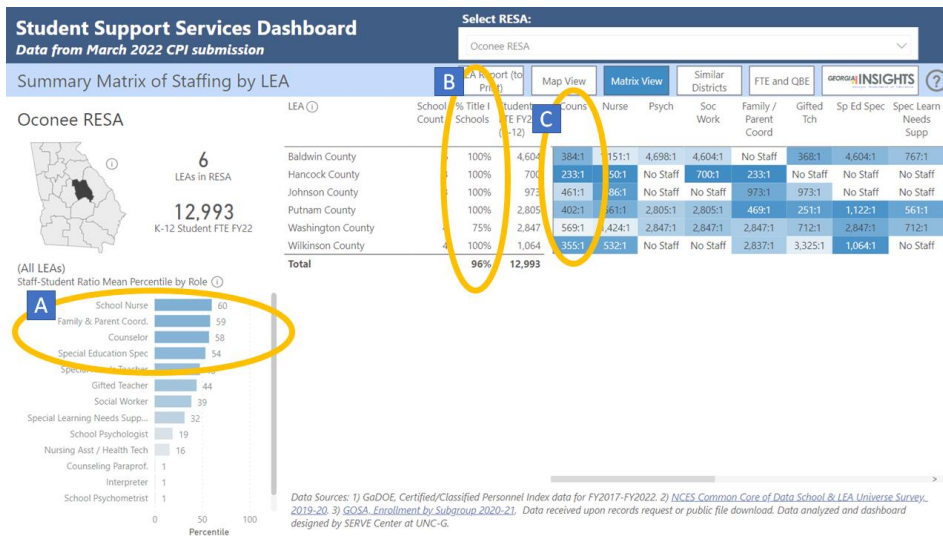 Student Support Services Dashboard
Data from March 2022 CPI submission
Select RESA:
Oconee RESA
Summary Matrix of Staffing by LEA
B
LEA Report (to Print)
Map View
Matrix View
Similar Districts
FTE and QBE
GEORGIA INSIGHTS
?
Oconee RESA
6
LEAs in RESA
12,993
K-12 Student FTE FY22
C
LEA School Count % Title I Schools Student FTE FY22 (K-12) Couns Nurse Psych Soc Work Family / Parent Coord Gifted Tch Sp Ed Spec Spec Learn Needs Supp
Baldwin County 100% 4,604 384:1 1,151:1 4,698:1 4,604:1 No Staff 368:1 4,604:1 767:1
Hancock County 100% 700 233:1 No Staff 700:1 233:1 No Staff No Staff No Staff
Johnson County 100% 973 461:1 No Staff No Staff 973:1 973:1 No Staff No Staff
Putnam County 100% 2,805 402:1 561:1 2,805:1 2,805:1 469:1 251:1 1,122:1 561:1
Washington County 75% 2,847 569:1 1,424:1 2,847:1 2,847:1 2,847:1 712:1 2,847:1 712:1
Wilkinson County 4 100% 1,064 355:1 532:1 No Staff No Staff 2,837:1 3,325:1 1,064:1 No Staff
Total 96% 12,993
(All LEAs)
Staff-Student Ratio Mean Percentile by Role
A
School Nurse 60
Family & Parent Coord. 59
Counselor 58
Special Education Spec 54
Gifted Teacher 44
Social Worker 39
Special Learning Needs Supp... 32
School Psychologist 19
Nursing Asst / Health Tech 16
Counseling Paraprof. 1
Interpreter 1
School Psychometrist 1
0 50 100
Percentile
Data Sources: 1) GaDOE, Certified/Classified Personnel Index data for FY2017-FY2022. 2) NCES Common Core of Data School & LEA Universe Survey,
2019-20. 3) GOSA, Enrollment by Subgroup 2020-21. Data received upon records request or public file download. Data analyzed and dashboard
designed by SERVE Center at UNC-G.